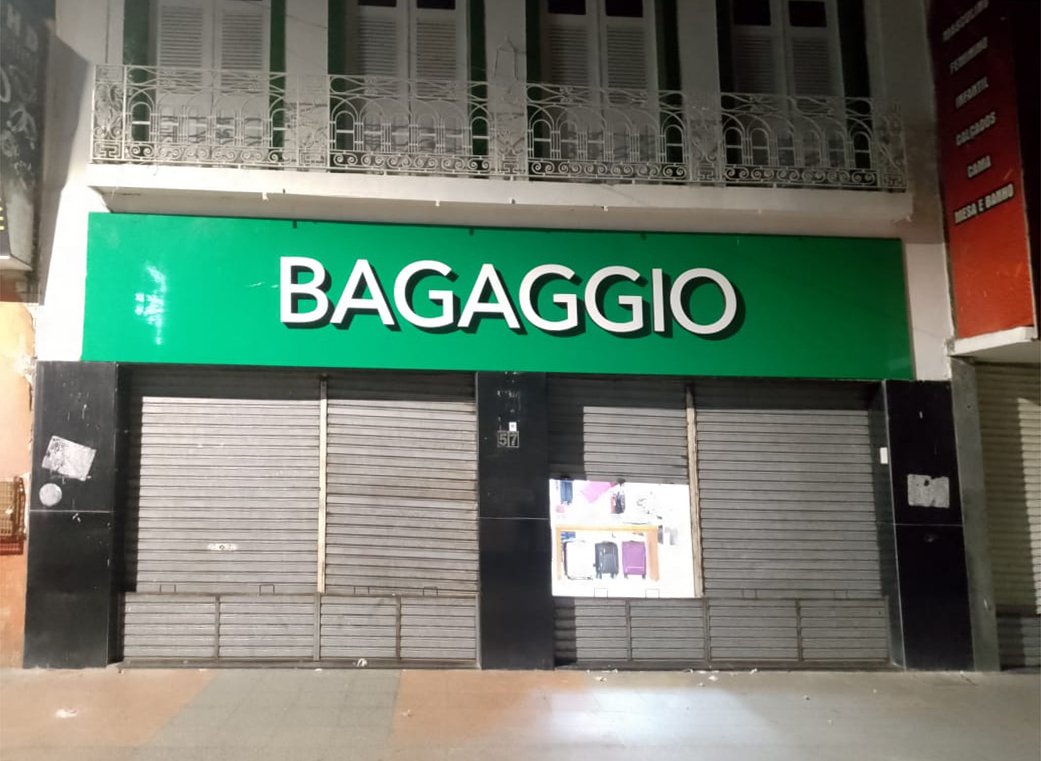 BAGAGGIO
57
MASCULINO
FEMININO
INFANTIL
CALÇADOS
CAMA
MESA E BANHO